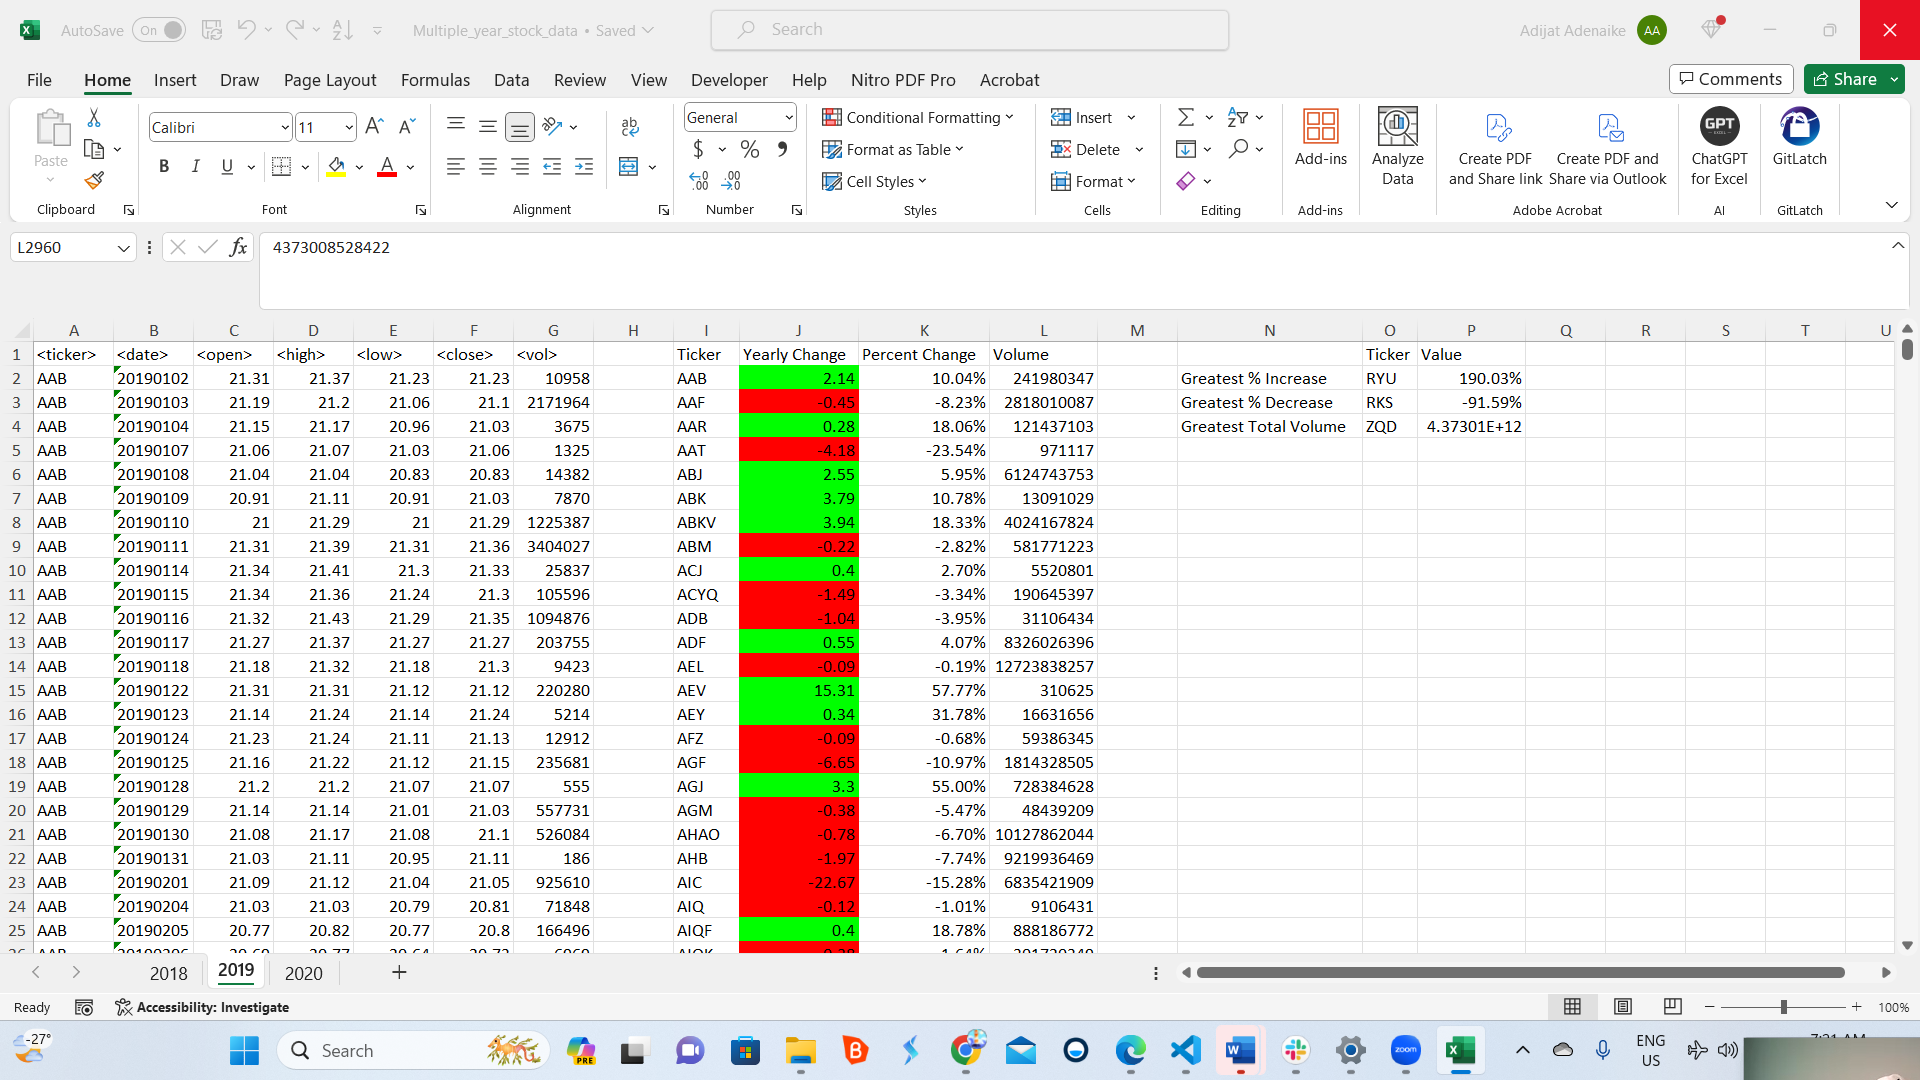 AutoSave On Multiple_year_stock_data • Saved Search Adijat Adenaike AA
File Home Insert Draw Page Layout Formulas Data Review View Developer Help Nitro PDF Pro Acrobat Comments Share
Calibri 11 General Conditional Formatting Insert
Paste B I U A ab $ % Format as Table Delete Add-ins Analyze Data Create PDF and Share link Create PDF and Share via Outlook GPT ChatGPT for Excel GitLatch
Cell Styles Format
Clipboard Font Alignment Number Styles Cells Editing Add-ins Adobe Acrobat AI GitLatch
L2960 fx 4373008528422
A B C D E F G H I J K L M N O P Q R S T U
1 <ticker> <date> <open> <high> <low> <close> <vol> Ticker Yearly Change Percent Change Volume Ticker Value
2 AAB 20190102 21.31 21.37 21.23 21.23 10958 AAB 2.14 10.04% 241980347 Greatest % Increase RYU 190.03%
3 AAB 20190103 21.19 21.2 21.06 21.1 2171964 AAF -0.45 -8.23% 2818010087 Greatest % Decrease RKS -91.59%
4 AAB 20190104 21.15 21.17 20.96 21.03 3675 AAR 0.28 18.06% 121437103 Greatest Total Volume ZQD 4.37301E+12
5 AAB 20190107 21.06 21.07 21.03 21.06 1325 AAT -4.18 -23.54% 971117
6 AAB 20190108 21.04 21.04 20.83 20.83 14382 ABJ 2.55 5.95% 6124743753
7 AAB 20190109 20.91 21.11 20.91 21.03 7870 ABK 3.79 10.78% 13091029
8 AAB 20190110 21 21.29 21 21.29 1225387 ABKV 3.94 18.33% 4024167824
9 AAB 20190111 21.31 21.39 21.31 21.36 3404027 ABM -0.22 -2.82% 581771223
10 AAB 20190114 21.34 21.41 21.3 21.33 25837 ACJ 0.4 2.70% 5520801
11 AAB 20190115 21.34 21.36 21.24 21.3 105596 ACYQ -1.49 -3.34% 190645397
12 AAB 20190116 21.32 21.43 21.29 21.35 1094876 ADB -1.04 -3.95% 31106434
13 AAB 20190117 21.27 21.37 21.27 21.27 203755 ADF 0.55 4.07% 8326026396
14 AAB 20190118 21.18 21.32 21.18 21.3 9423 AEL -0.09 -0.19% 12723838257
15 AAB 20190122 21.31 21.31 21.12 21.12 220280 AEV 15.31 57.77% 310625
16 AAB 20190123 21.14 21.24 21.14 21.24 5214 AEY 0.34 31.78% 16631656
17 AAB 20190124 21.23 21.24 21.11 21.13 12912 AFZ -0.09 -0.68% 59386345
18 AAB 20190125 21.16 21.22 21.12 21.15 235681 AGF -6.65 -10.97% 1814328505
19 AAB 20190128 21.2 21.2 21.07 21.07 555 AGJ 3.3 55.00% 728384628
20 AAB 20190129 21.14 21.14 21.01 21.03 557731 AGM -0.38 -5.47% 48439209
21 AAB 20190130 21.08 21.17 21.08 21.1 526084 AHAO -0.78 -6.70% 10127862044
22 AAB 20190131 21.03 21.11 20.95 21.11 186 AHB -1.97 -7.74% 9219936469
23 AAB 20190201 21.09 21.12 21.04 21.05 925610 AIC -22.67 -15.28% 6835421909
24 AAB 20190204 21.03 21.03 20.79 20.81 71848 AIQ -0.12 -1.01% 9106431
25 AAB 20190205 20.77 20.82 20.77 20.8 166496 AIQF 0.4 18.78% 888186772
2018 2019 2020
Ready Accessibility: Investigate 100%
-27° Search PRE zoom ENG
US